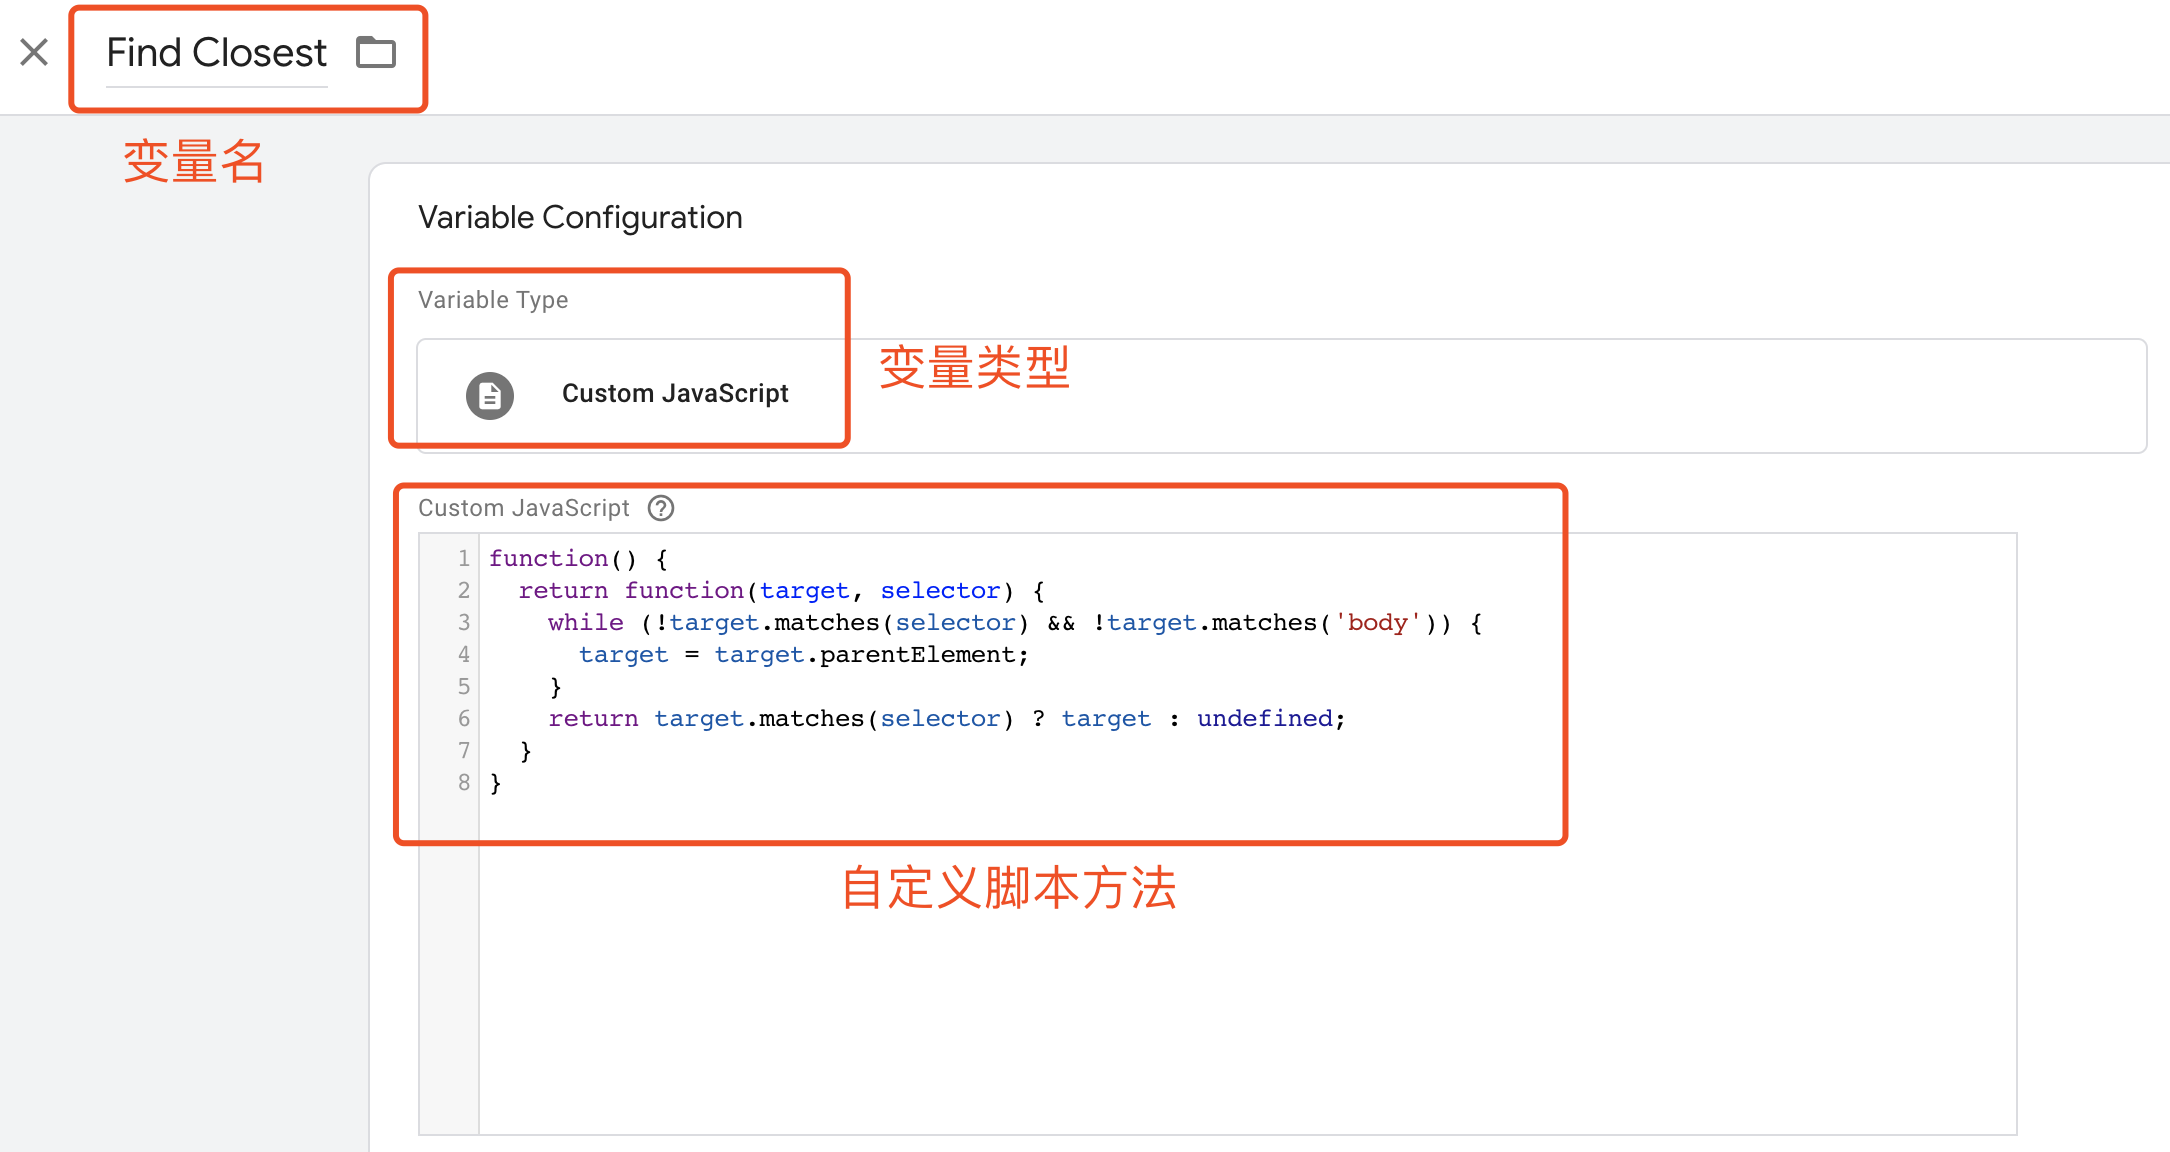 Find Closest
变量名
Variable Configuration
Variable Type
Custom JavaScript
变量类型
Custom JavaScript ?
1 function() {
2   return function(target, selector) {
3     while (!target.matches(selector) && !target.matches('body')) {
4       target = target.parentElement;
5     }
6     return target.matches(selector) ? target : undefined;
7   }
8 }
自定义脚本方法